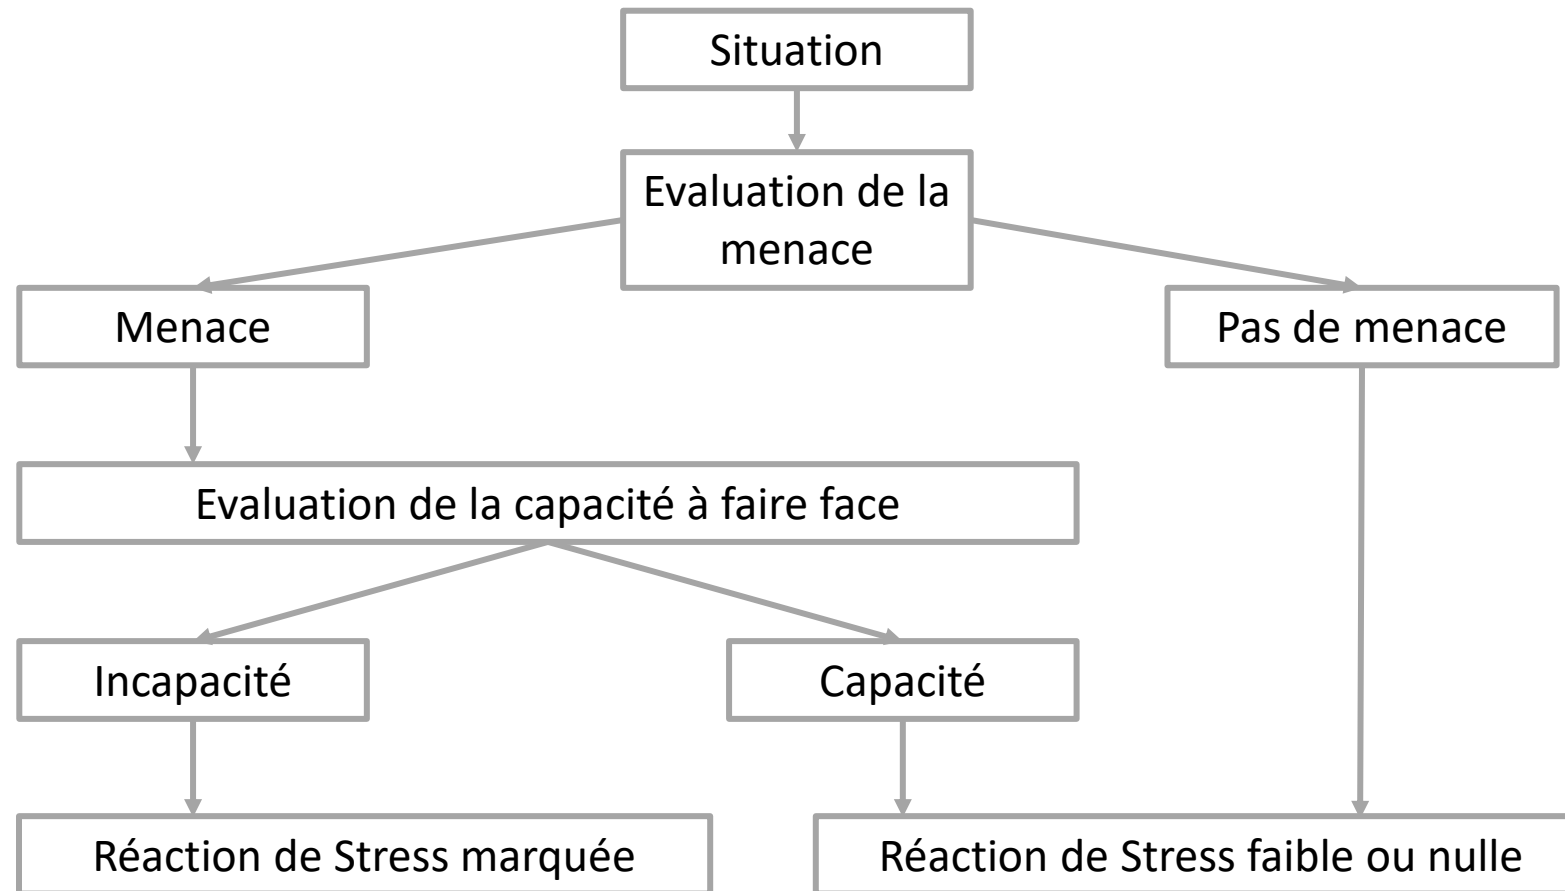 Situation
Evaluation de la
menace
Menace
Pas de menace
Evaluation de la capacité à faire face
Incapacité
Capacité
Réaction de Stress marquée
Réaction de Stress faible ou nulle